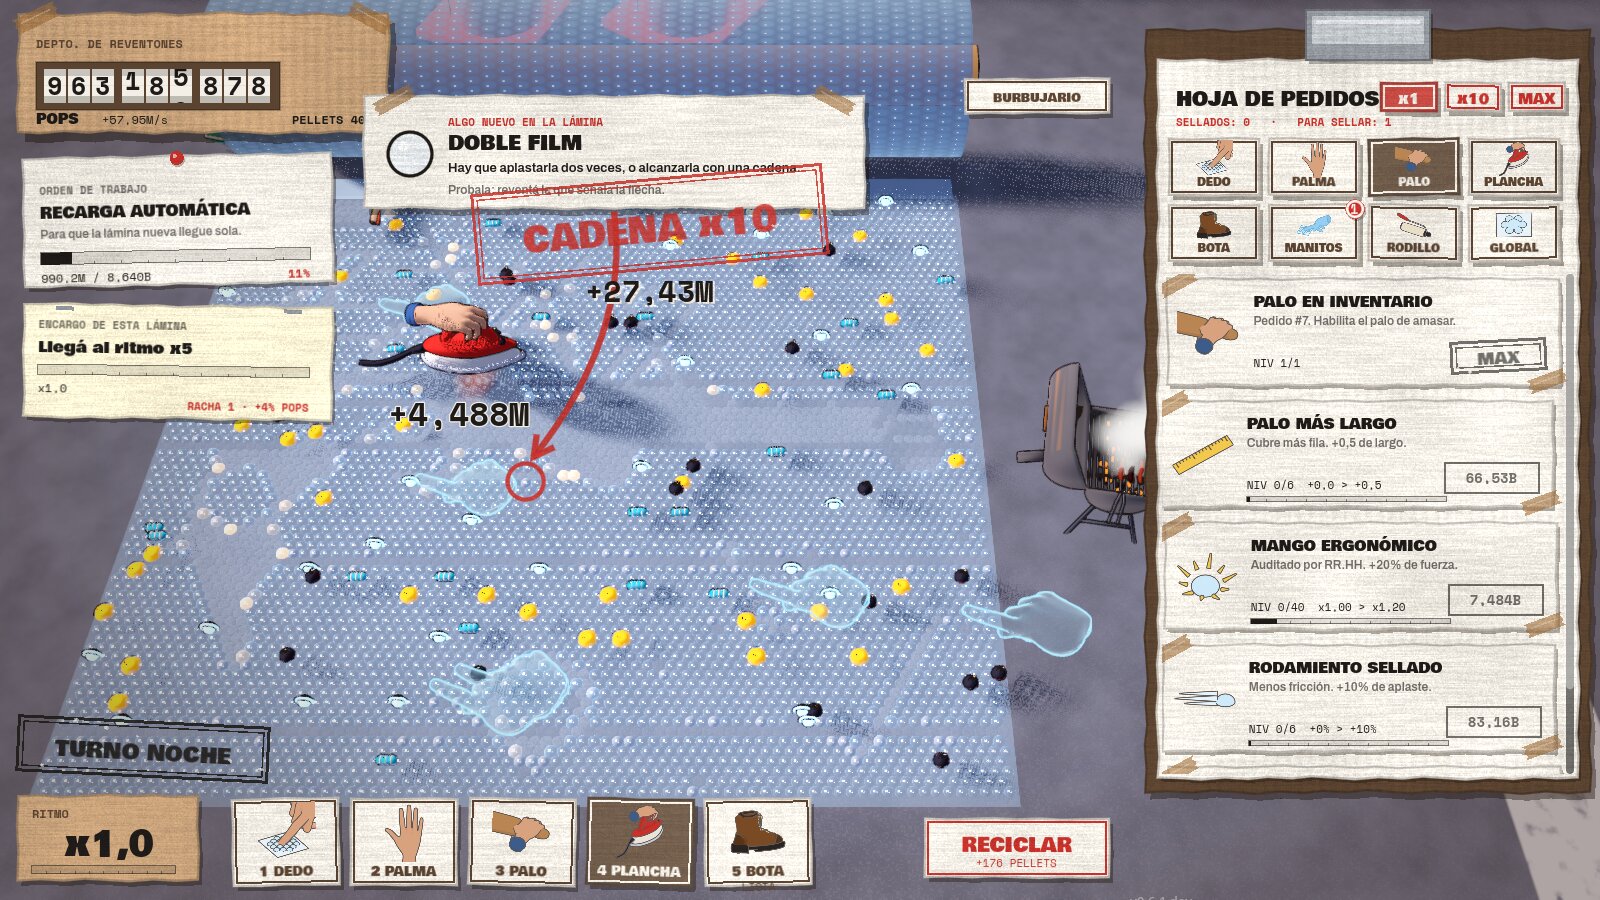 DEPTO. DE REVENTONES
963 185 878
POPS +57,95M/s PELLETS 40
ORDEN DE TRABAJO
RECARGA AUTOMÁTICA
Para que la lámina nueva llegue sola.
990.2M / 8.640B 11%
ENCARGO DE ESTA LÁMINA
Llegá al ritmo x5
x1.0
RACHA 1 · +4% POPS
ALGO NUEVO EN LA LÁMINA
DOBLE FILM
Hay que aplastarla dos veces, o alcanzarla con una cadena
Probala: reventá la que señala la flecha.
CADENA x10
+27,43M
+4,488M
BURBUJARIO
HOJA DE PEDIDOS x1 x10 MAX
SELLADOS: 0 · PARA SELLAR: 1
DEDO PALMA PALO PLANCHA
1
BOTA MANITOS RODILLO GLOBAL
PALO EN INVENTARIO
Pedido #7. Habilita el palo de amasar.
NIV 1/1 MAX
PALO MÁS LARGO
Cubre más fila. +0,5 de largo.
NIV 0/6 +0.0 > +0.5 66,53B
MANGO ERGONÓMICO
Auditado por RR.HH. +20% de fuerza.
NIV 0/40 x1.00 > x1.20 7,484B
RODAMIENTO SELLADO
Menos fricción. +10% de aplaste.
NIV 0/6 +0% > +10% 83,16B
TURNO NOCHE
RITMO
x1,0
1 DEDO 2 PALMA 3 PALO 4 PLANCHA 5 BOTA
RECICLAR
+176 PELLETS